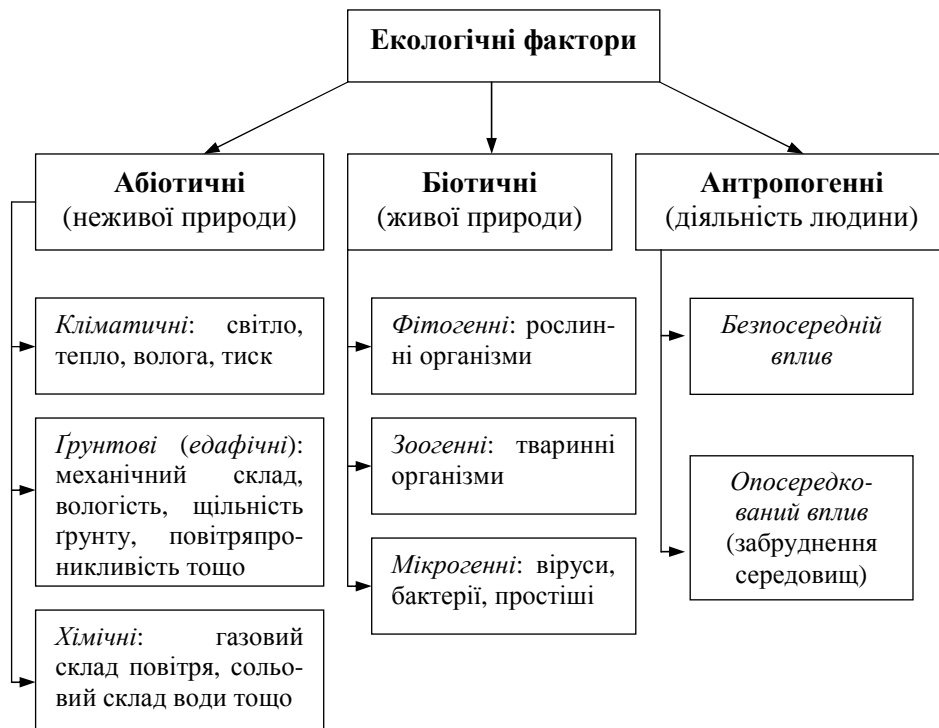 Екологічні фактори
Абіотичні
(неживої природи)
Біотичні
(живої природи)
Антропогенні
(діяльність людини)
Кліматичні: світло,
тепло, волога, тиск
Ґрунтові (едафічні):
механічний склад,
вологість, щільність
ґрунту, повітряпро-
никливість тощо
Хімічні: газовий
склад повітря, сольо-
вий склад води тощо
Фітогенні: рослин-
ні організми
Зоогенні: тваринні
організми
Мікрогенні: віруси,
бактерії, простіші
Безпосередній
вплив
Опосередко-
ваний вплив
(забруднення
середовищ)